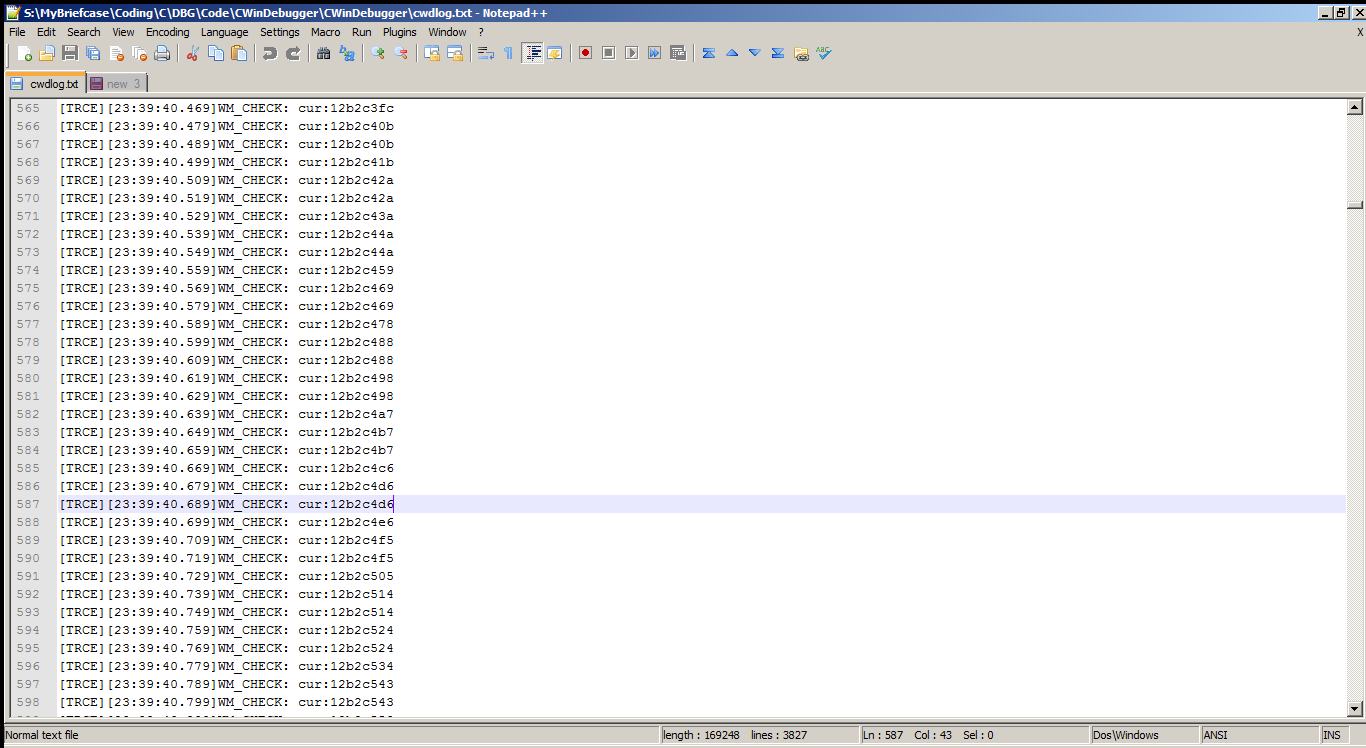 S:\MyBriefcase\Coding\C\DBG\Code\CWinDebugger\CWinDebugger\cwdlog.txt - Notepad++
File Edit Search View Encoding Language Settings Macro Run Plugins Window ? X
cwdlog.txt new 3
565 [TRCE][23:39:40.469]WM_CHECK: cur:12b2c3fc
566 [TRCE][23:39:40.479]WM_CHECK: cur:12b2c40b
567 [TRCE][23:39:40.489]WM_CHECK: cur:12b2c40b
568 [TRCE][23:39:40.499]WM_CHECK: cur:12b2c41b
569 [TRCE][23:39:40.509]WM_CHECK: cur:12b2c42a
570 [TRCE][23:39:40.519]WM_CHECK: cur:12b2c42a
571 [TRCE][23:39:40.529]WM_CHECK: cur:12b2c43a
572 [TRCE][23:39:40.539]WM_CHECK: cur:12b2c44a
573 [TRCE][23:39:40.549]WM_CHECK: cur:12b2c44a
574 [TRCE][23:39:40.559]WM_CHECK: cur:12b2c459
575 [TRCE][23:39:40.569]WM_CHECK: cur:12b2c469
576 [TRCE][23:39:40.579]WM_CHECK: cur:12b2c469
577 [TRCE][23:39:40.589]WM_CHECK: cur:12b2c478
578 [TRCE][23:39:40.599]WM_CHECK: cur:12b2c488
579 [TRCE][23:39:40.609]WM_CHECK: cur:12b2c488
580 [TRCE][23:39:40.619]WM_CHECK: cur:12b2c498
581 [TRCE][23:39:40.629]WM_CHECK: cur:12b2c498
582 [TRCE][23:39:40.639]WM_CHECK: cur:12b2c4a7
583 [TRCE][23:39:40.649]WM_CHECK: cur:12b2c4b7
584 [TRCE][23:39:40.659]WM_CHECK: cur:12b2c4b7
585 [TRCE][23:39:40.669]WM_CHECK: cur:12b2c4c6
586 [TRCE][23:39:40.679]WM_CHECK: cur:12b2c4d6
587 [TRCE][23:39:40.689]WM_CHECK: cur:12b2c4d6
588 [TRCE][23:39:40.699]WM_CHECK: cur:12b2c4e6
589 [TRCE][23:39:40.709]WM_CHECK: cur:12b2c4f5
590 [TRCE][23:39:40.719]WM_CHECK: cur:12b2c4f5
591 [TRCE][23:39:40.729]WM_CHECK: cur:12b2c505
592 [TRCE][23:39:40.739]WM_CHECK: cur:12b2c514
593 [TRCE][23:39:40.749]WM_CHECK: cur:12b2c514
594 [TRCE][23:39:40.759]WM_CHECK: cur:12b2c524
595 [TRCE][23:39:40.769]WM_CHECK: cur:12b2c524
596 [TRCE][23:39:40.779]WM_CHECK: cur:12b2c534
597 [TRCE][23:39:40.789]WM_CHECK: cur:12b2c543
598 [TRCE][23:39:40.799]WM_CHECK: cur:12b2c543
Normal text file length : 169248 lines : 3827 Ln : 587 Col : 43 Sel : 0 Dos\Windows ANSI INS